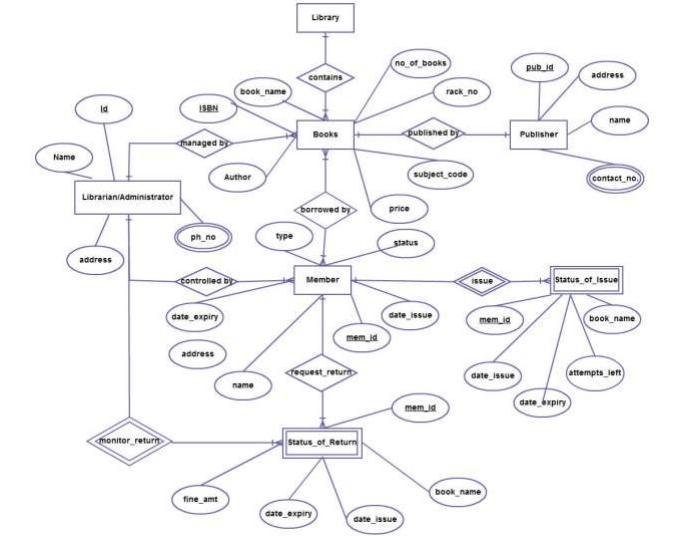 Library
contains
no_of_books
book_name
rack_no
pub_id
address
ISBN
Id
name
managed by
Books
published by
Publisher
Name
Author
subject_code
contact_no.
Librarian/Administrator
borrowed by
price
ph_no
type
status
address
controlled by
Member
issue
Status_of_Issue
date_expiry
date_issue
mem_id
book_name
mem_id
address
name
request_return
date_issue
attempts_left
date_expiry
mem_id
monitor_return
Status_of_Return
fine_amt
date_expiry
date_issue
book_name